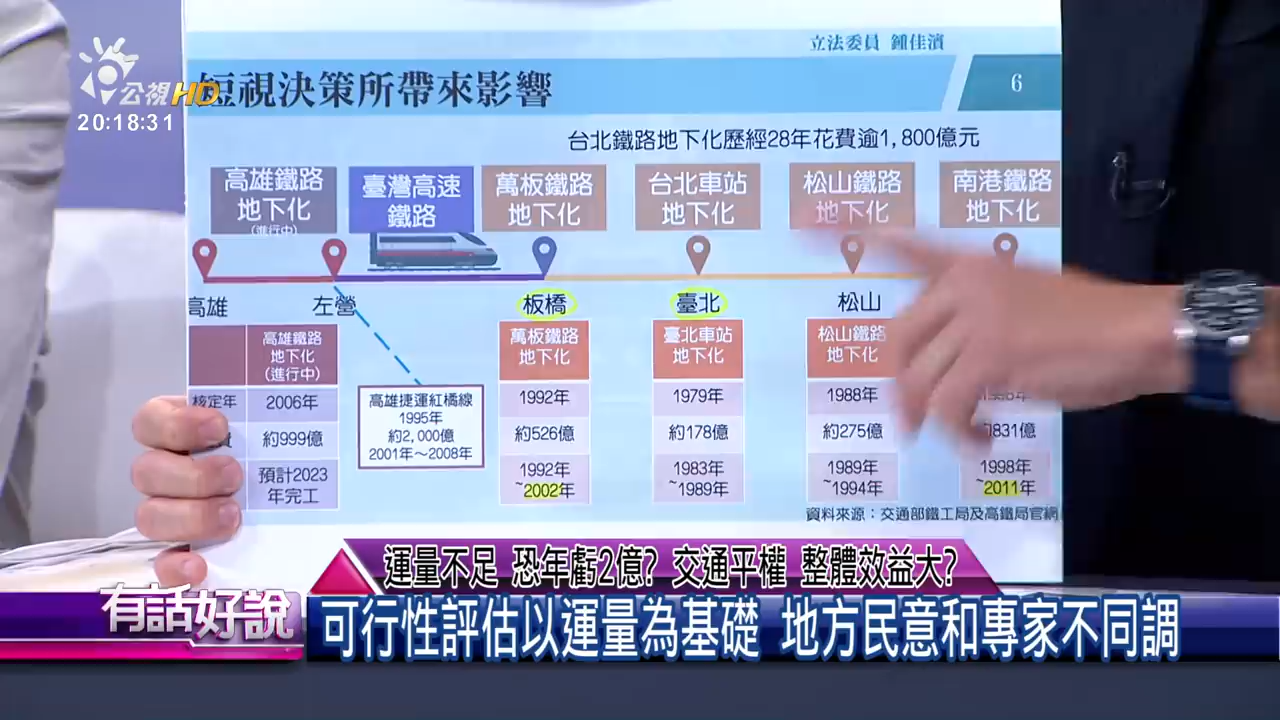 立法委員 鍾佳濱
公視HD
短視決策所帶來影響
6
20:18:31
台北鐵路地下化歷經28年花費逾1,800億元
高雄鐵路
地下化
(進行中)
臺灣高速
鐵路
萬板鐵路
地下化
台北車站
地下化
松山鐵路
地下化
南港鐵路
地下化
高雄
左營
板橋
臺北
松山
高雄鐵路
地下化
(進行中)
核定年
2006年
約999億
預計2023
年完工
高雄捷運紅橘線
1995年
約2,000億
2001年～2008年
萬板鐵路
地下化
1992年
約526億
1992年
~2002年
臺北車站
地下化
1979年
約178億
1983年
~1989年
松山鐵路
地下化
1988年
約275億
1989年
~1994年
831億
1998年
~2011年
資料來源：交通部鐵工局及高鐵局官網
運量不足 恐年虧2億? 交通平權 整體效益大?
有話好說
可行性評估以運量為基礎 地方民意和專家不同調